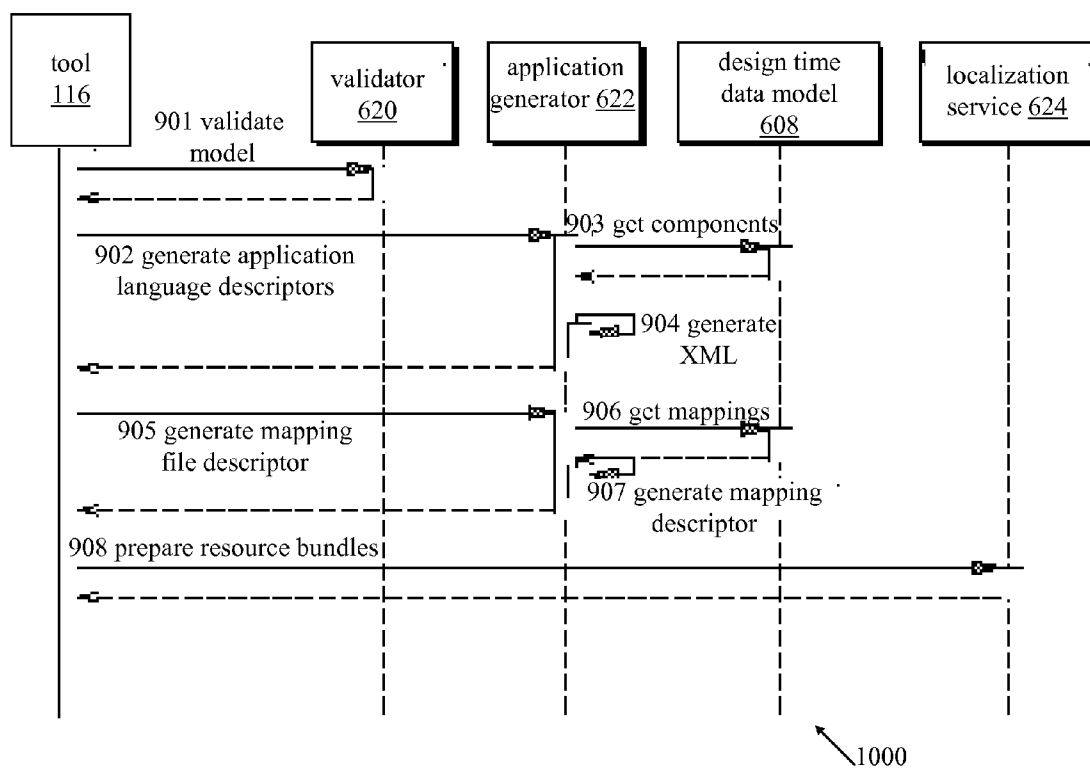 tool
116
validator
620
application
generator 622
design time
data model
608
localization
service 624
901 validate
model
903 get components
902 generate application
language descriptors
904 generate
XML
906 get mappings
905 generate mapping
file descriptor
907 generate mapping
descriptor
908 prepare resource bundles
1000